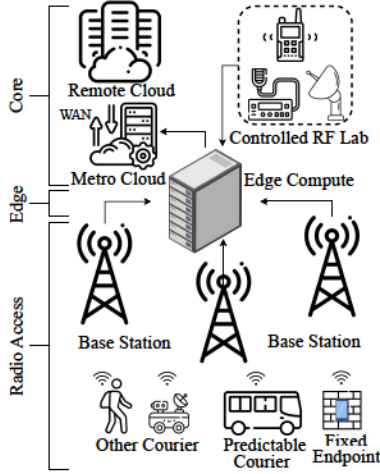 Core
Remote Cloud
WAN
Metro Cloud
Controlled RF Lab
Edge
Edge Compute
Radio Access
Base Station
Base Station
Other Courier
Predictable
Courier
Fixed
Endpoint